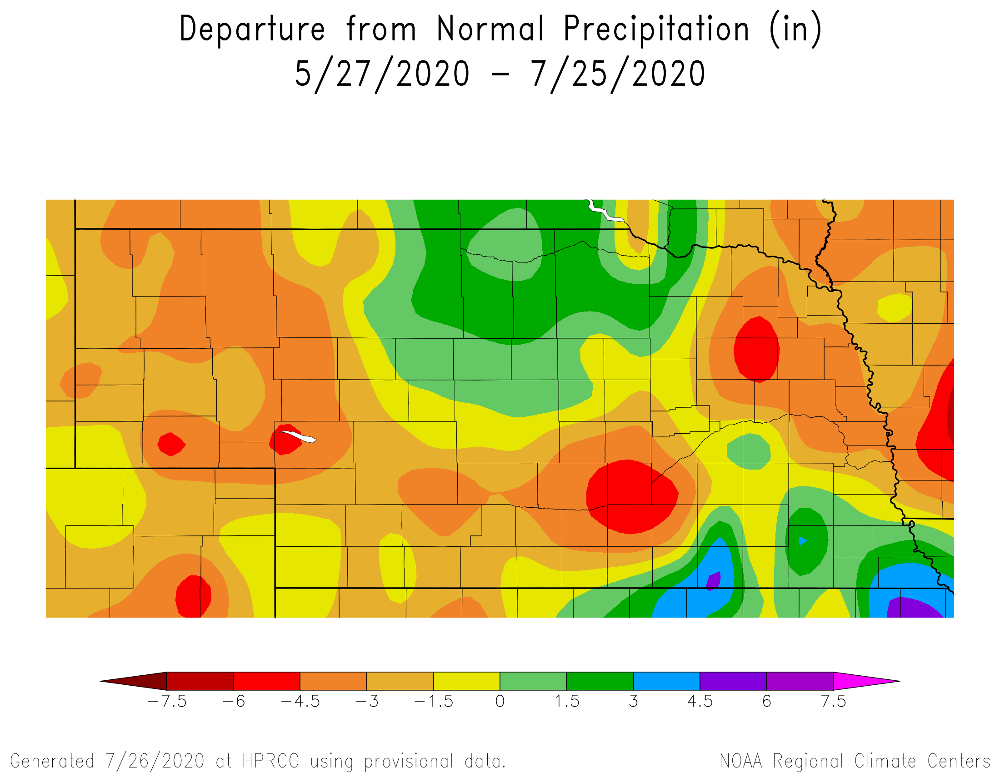 Departure from Normal Precipitation (in)
5/27/2020 – 7/25/2020
−7.5 −6 −4.5 −3 −1.5 0 1.5 3 4.5 6 7.5
Generated 7/26/2020 at HPRCC using provisional data.
NOAA Regional Climate Centers